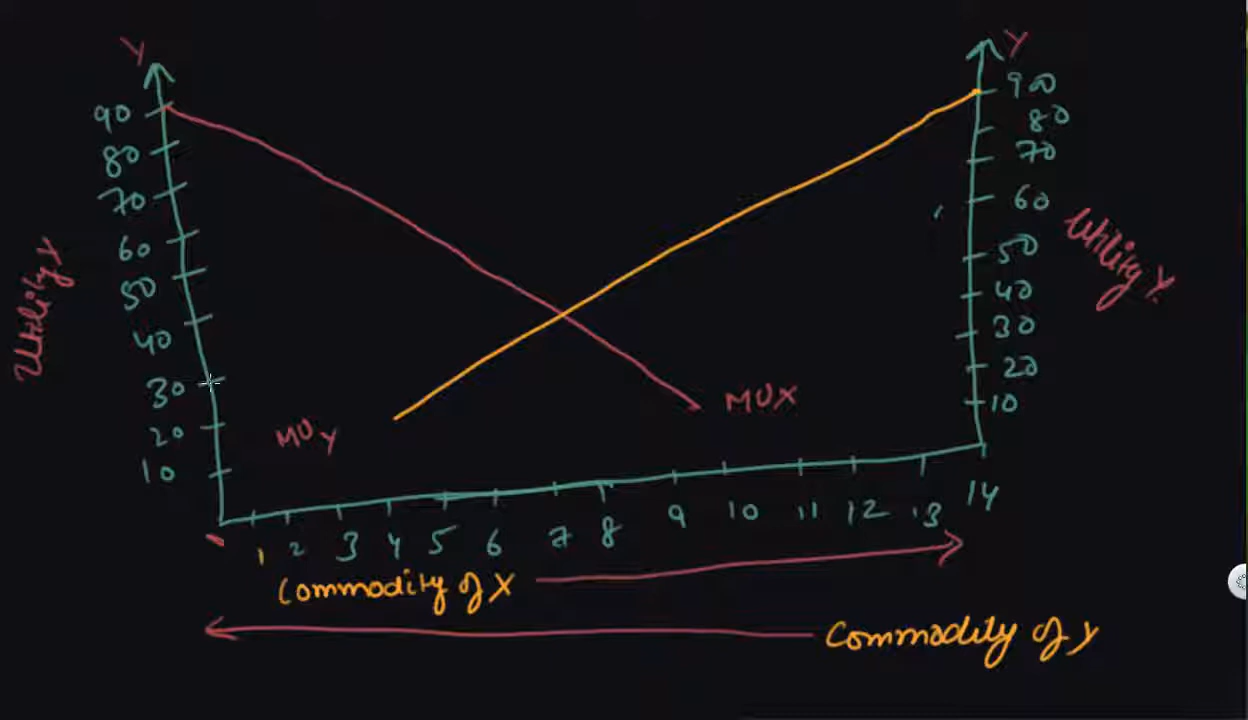 Y
Y
90
80
70
60
50
40
30
20
10
Utility X
90
80
70
60
50
40
30
20
10
Utility Y
MUX
MUY
1 2 3 4 5 6 7 8 9 10 11 12 13 14
Commodity of X
Commodity of Y